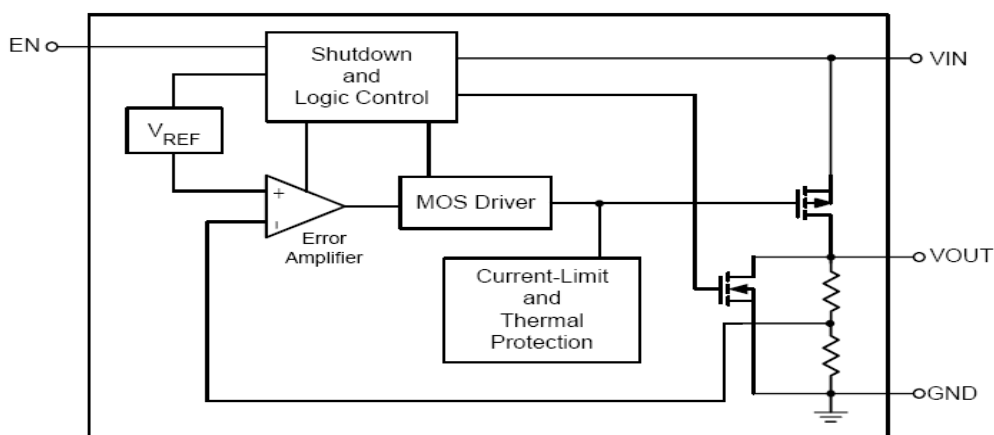 EN
Shutdown
and
Logic Control
VIN
VREF
+
-
MOS Driver
Error
Amplifier
VOUT
Current-Limit
and
Thermal
Protection
GND